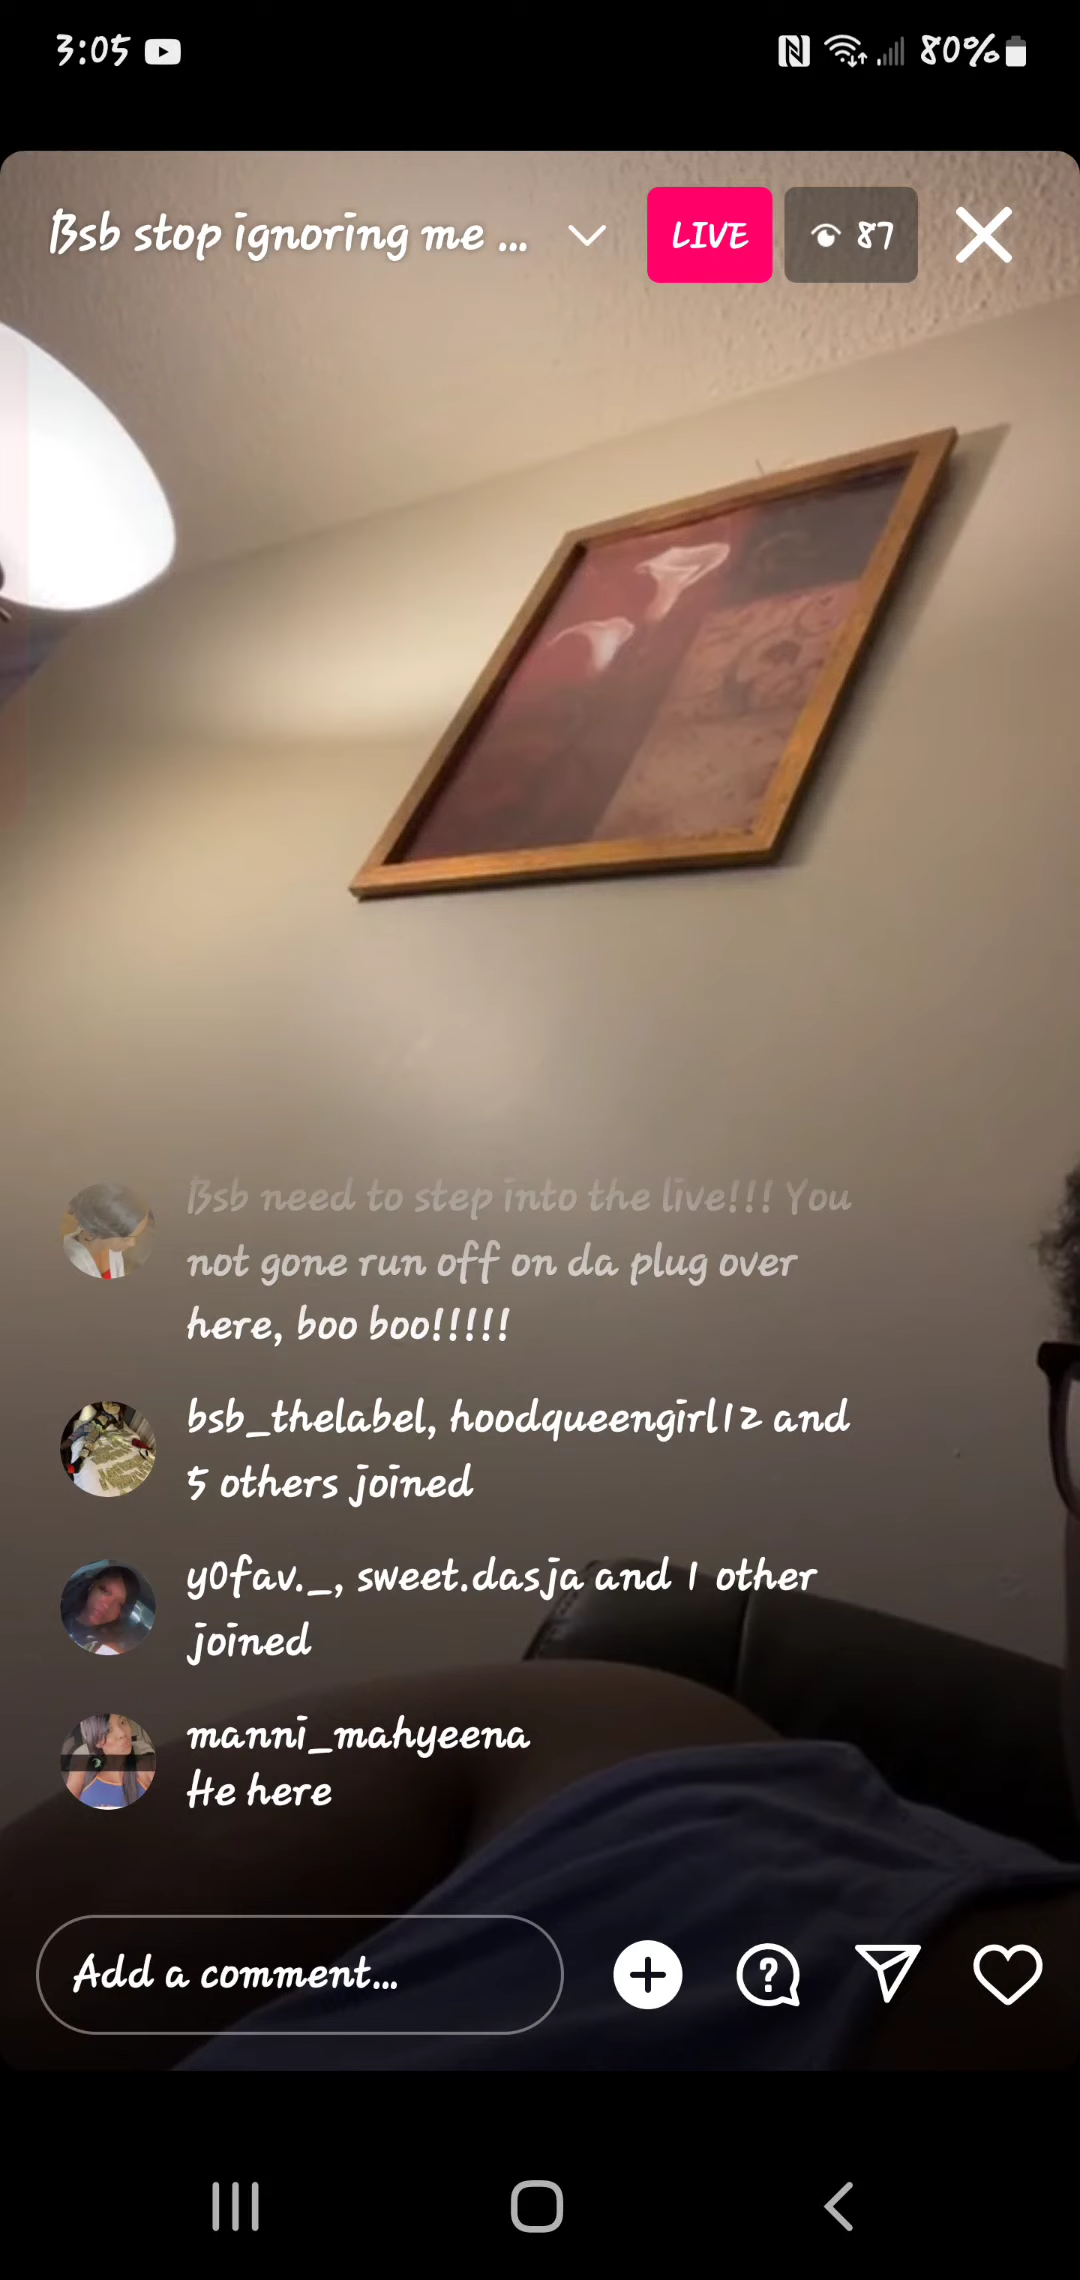 3:05 80%
Bsb stop ignoring me ... LIVE 87
Bsb need to step into the live!!! You
not gone run off on da plug over
here, boo boo!!!!!
bsb_thelabel, hoodqueengirl12 and
5 others joined
y0fav._, sweet.dasja and 1 other
joined
manni_mahyeena
He here
Add a comment...